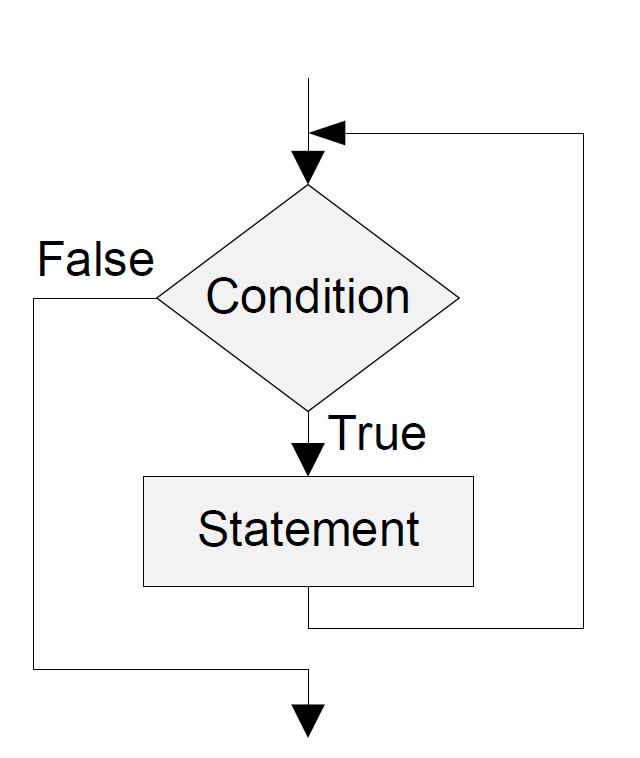 False
Condition
True
Statement